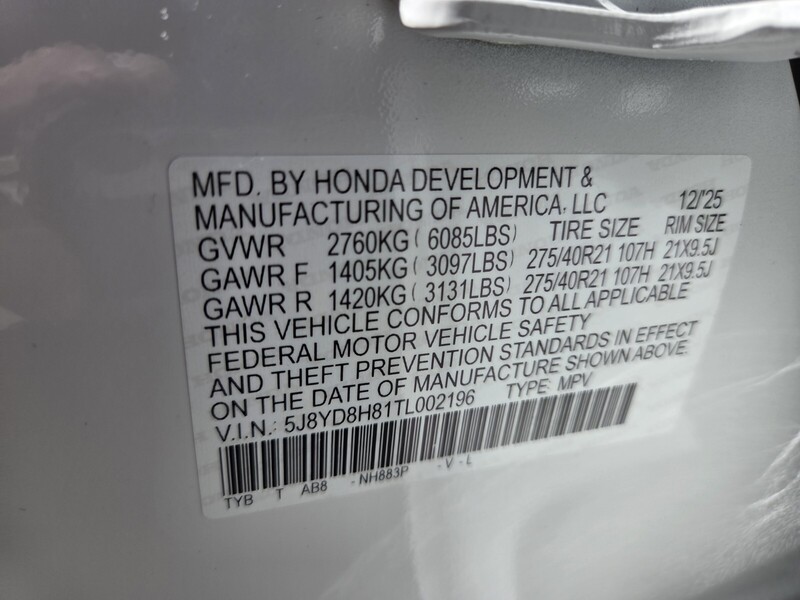 MFD. BY HONDA DEVELOPMENT &
MANUFACTURING OF AMERICA, LLC 12/'25
GVWR 2760KG ( 6085LBS) TIRE SIZE RIM SIZE
GAWR F 1405KG ( 3097LBS) 275/40R21 107H 21X9.5J
GAWR R 1420KG ( 3131LBS) 275/40R21 107H 21X9.5J
THIS VEHICLE CONFORMS TO ALL APPLICABLE
FEDERAL MOTOR VEHICLE SAFETY
AND THEFT PREVENTION STANDARDS IN EFFECT
ON THE DATE OF MANUFACTURE SHOWN ABOVE.
V.I.N.: 5J8YD8H81TL002196 TYPE: MPV
TYB T AB8 -NH883P -V-L